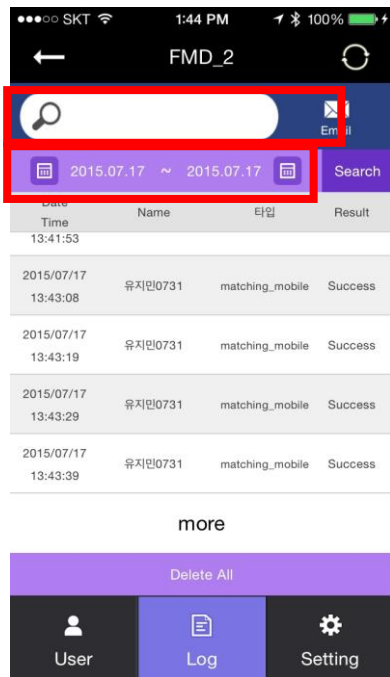 SKT 1:44 PM 100%
FMD_2
Email
2015.07.17 ~ 2015.07.17 Search
Date
Time Name 타입 Result
13:41:53
2015/07/17
13:43:08 유지민0731 matching_mobile Success
2015/07/17
13:43:19 유지민0731 matching_mobile Success
2015/07/17
13:43:29 유지민0731 matching_mobile Success
2015/07/17
13:43:39 유지민0731 matching_mobile Success
more
Delete All
User Log Setting